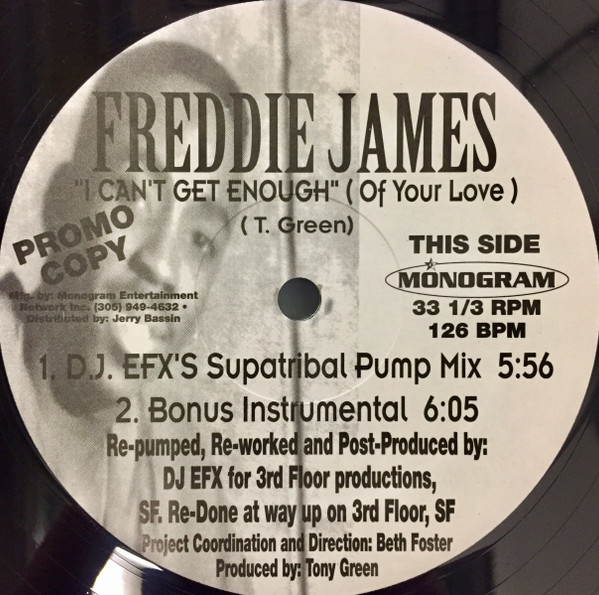 FREDDIE JAMES
"I CAN'T GET ENOUGH" ( Of Your Love )
( T. Green)
PROMO
COPY
THIS SIDE
MONOGRAM
33 1/3 RPM
126 BPM
Mfg. by: Monogram Entertainment
Network Inc. (305) 949-4632 •
Distributed by: Jerry Bassin
1. D.J. EFX'S Supatribal Pump Mix 5:56
2. Bonus Instrumental 6:05
Re-pumped, Re-worked and Post-Produced by:
DJ EFX for 3rd Floor productions,
SF. Re-Done at way up on 3rd Floor, SF
Project Coordination and Direction: Beth Foster
Produced by: Tony Green